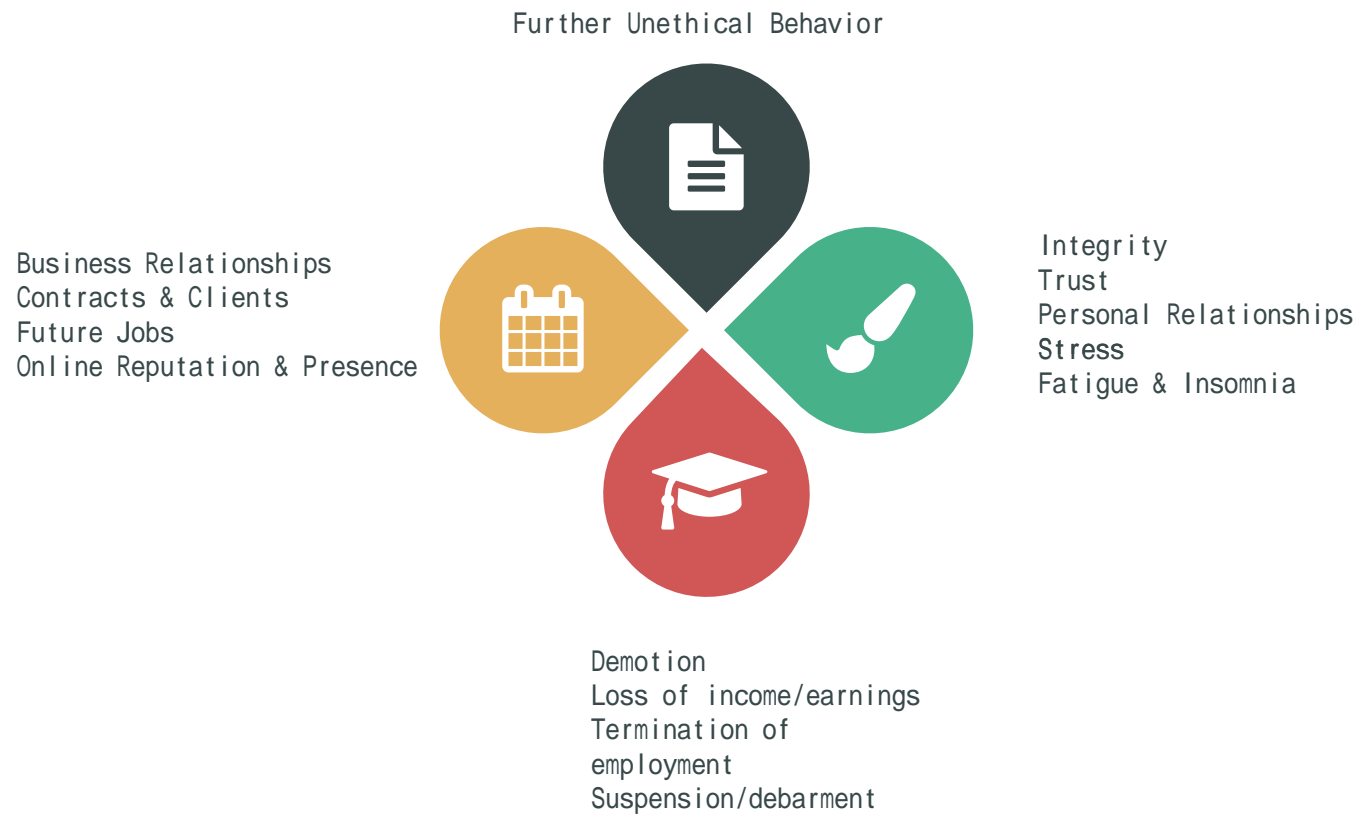 Further Unethical Behavior
Business Relationships
Contracts & Clients
Future Jobs
Online Reputation & Presence
Integrity
Trust
Personal Relationships
Stress
Fatigue & Insomnia
Demotion
Loss of income/earnings
Termination of
employment
Suspension/debarment